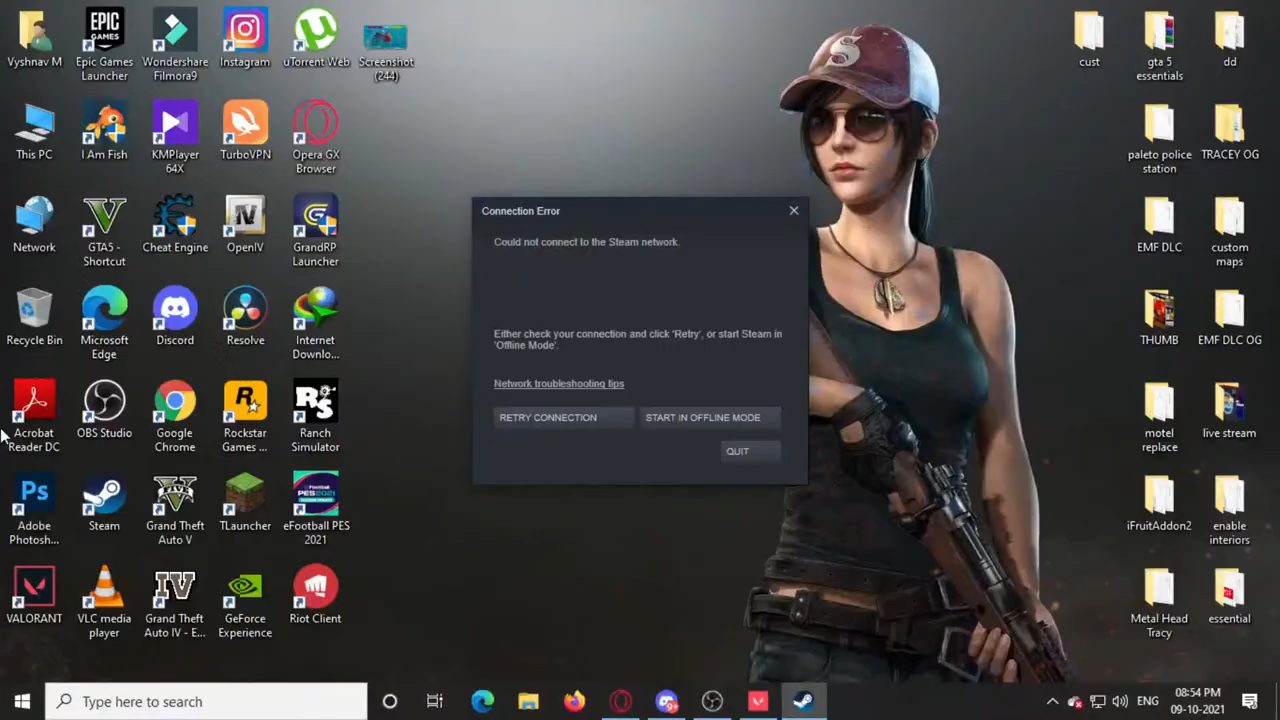 Vyshnav M
EPIC
GAMES
Epic Games
Launcher
Wondershare
Filmora9
Instagram
uTorrent Web
Screenshot
(244)
cust
gta 5
essentials
dd
This PC
I Am Fish
KMPlayer
64X
TurboVPN
Opera GX
Browser
paleto police
station
TRACEY OG
Network
GTA5 -
Shortcut
Cheat Engine
IV
OpenIV
GrandRP
Launcher
EMF DLC
custom
maps
Connection Error
Could not connect to the Steam network.
Either check your connection and click 'Retry', or start Steam in
'Offline Mode'.
Network troubleshooting tips
RETRY CONNECTION
START IN OFFLINE MODE
QUIT
Recycle Bin
Microsoft
Edge
Discord
Resolve
Internet
Downlo...
THUMB
EMF DLC OG
Acrobat
Reader DC
OBS Studio
Google
Chrome
Rockstar
Games ...
Ranch
Simulator
motel
replace
live stream
Ps
Adobe
Photosh...
Steam
Grand Theft
Auto V
TLauncher
eFootball
PES2021
eFootball PES
2021
iFruitAddon2
enable
interiors
VALORANT
VLC media
player
IV
Grand Theft
Auto IV - E...
GeForce
Experience
Riot Client
Metal Head
Tracy
essential
Type here to search
ENG
08:54 PM
09-10-2021